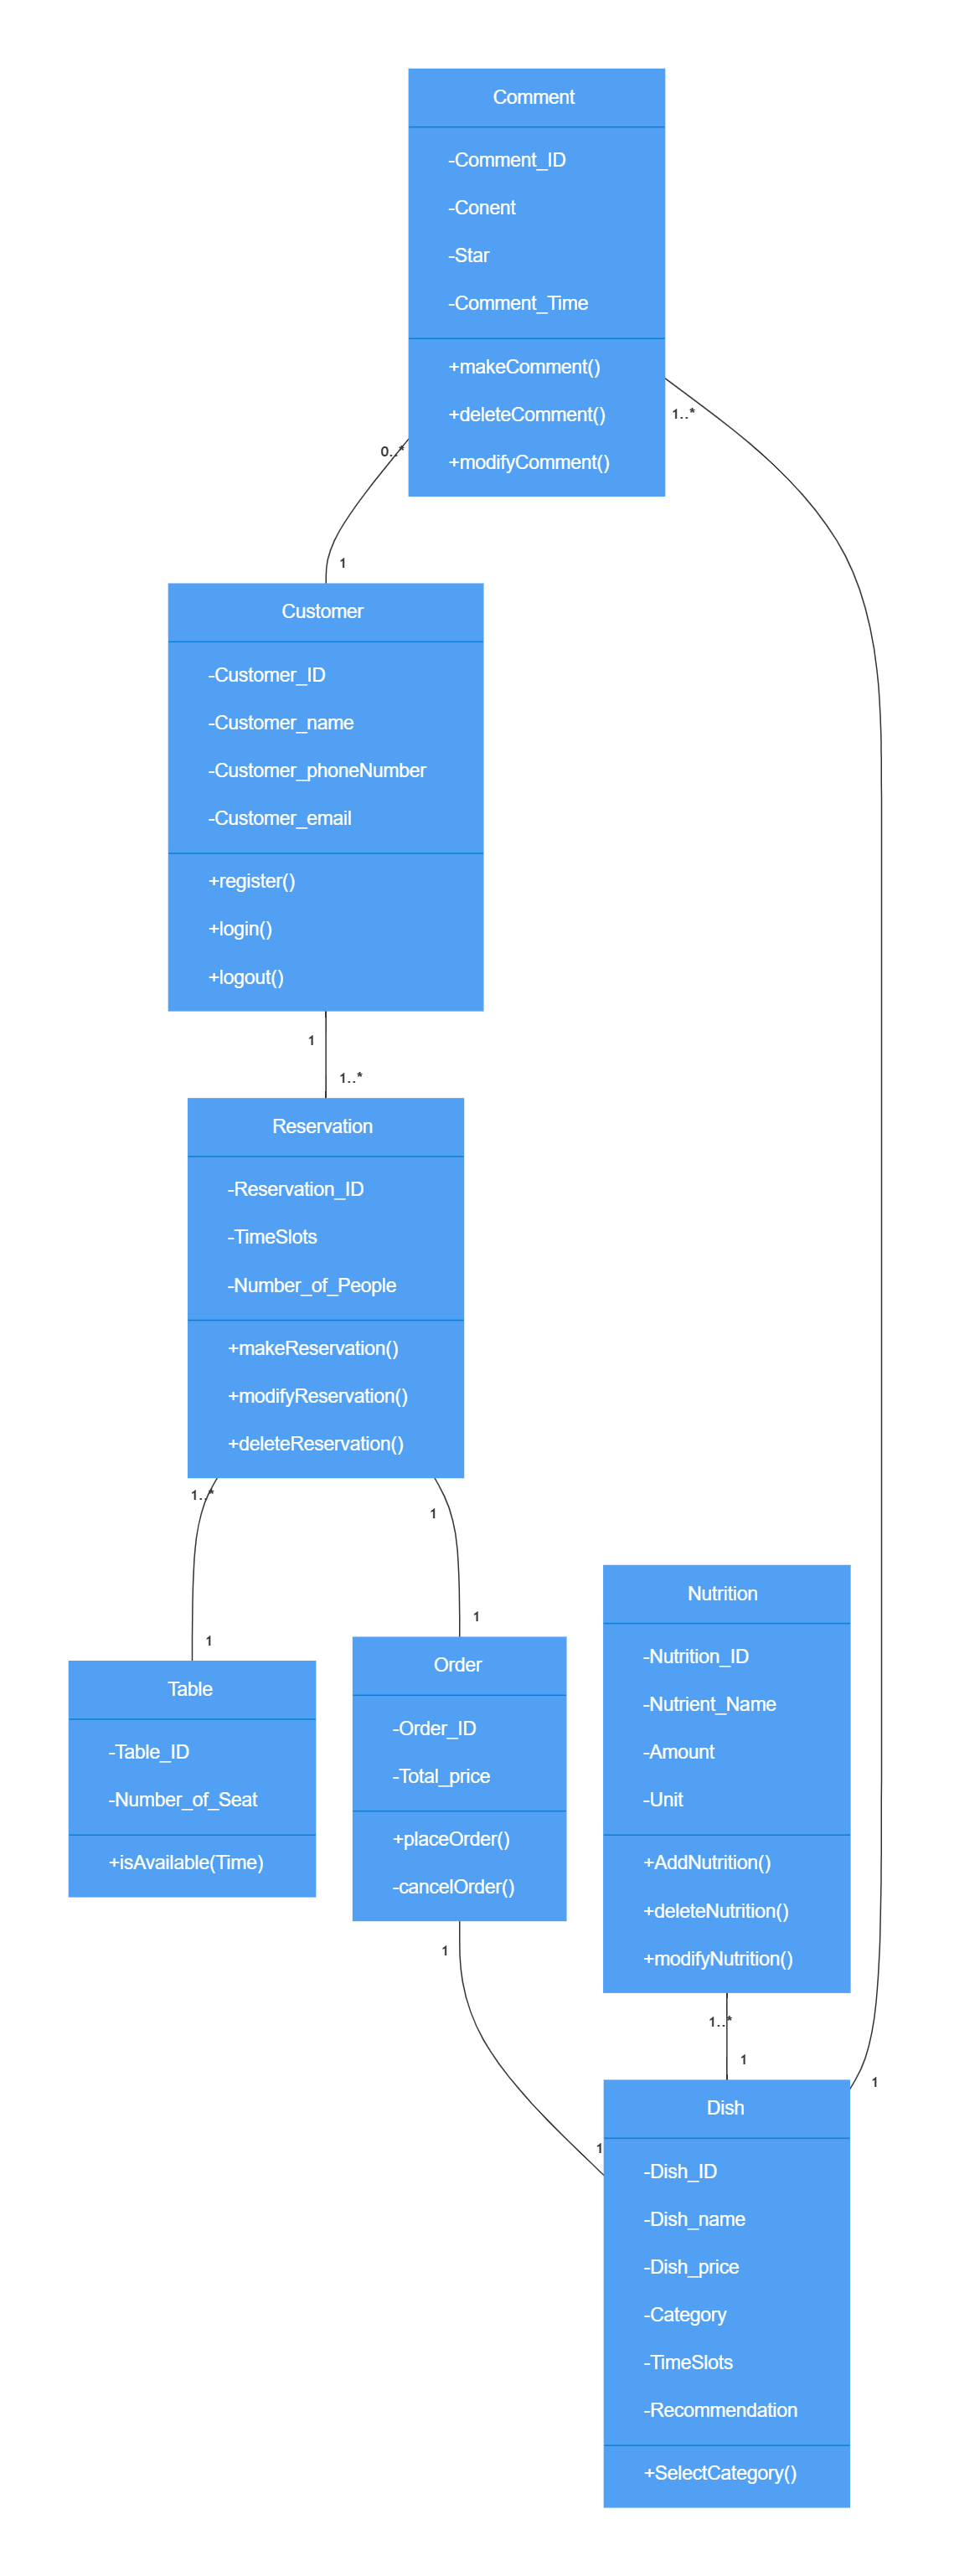 Comment
-Comment_ID
-Conent
-Star
-Comment_Time
+makeComment()
+deleteComment()
+modifyComment()
1..*
0..*
1
Customer
-Customer_ID
-Customer_name
-Customer_phoneNumber
-Customer_email
+register()
+login()
+logout()
1
1..*
Reservation
-Reservation_ID
-TimeSlots
-Number_of_People
+makeReservation()
+modifyReservation()
+deleteReservation()
1..*
1
1
1
Table
-Table_ID
-Number_of_Seat
+isAvailable(Time)
Order
-Order_ID
-Total_price
+placeOrder()
-cancelOrder()
1
Nutrition
-Nutrition_ID
-Nutrient_Name
-Amount
-Unit
+AddNutrition()
+deleteNutrition()
+modifyNutrition()
1..*
1
1
1
Dish
-Dish_ID
-Dish_name
-Dish_price
-Category
-TimeSlots
-Recommendation
+SelectCategory()